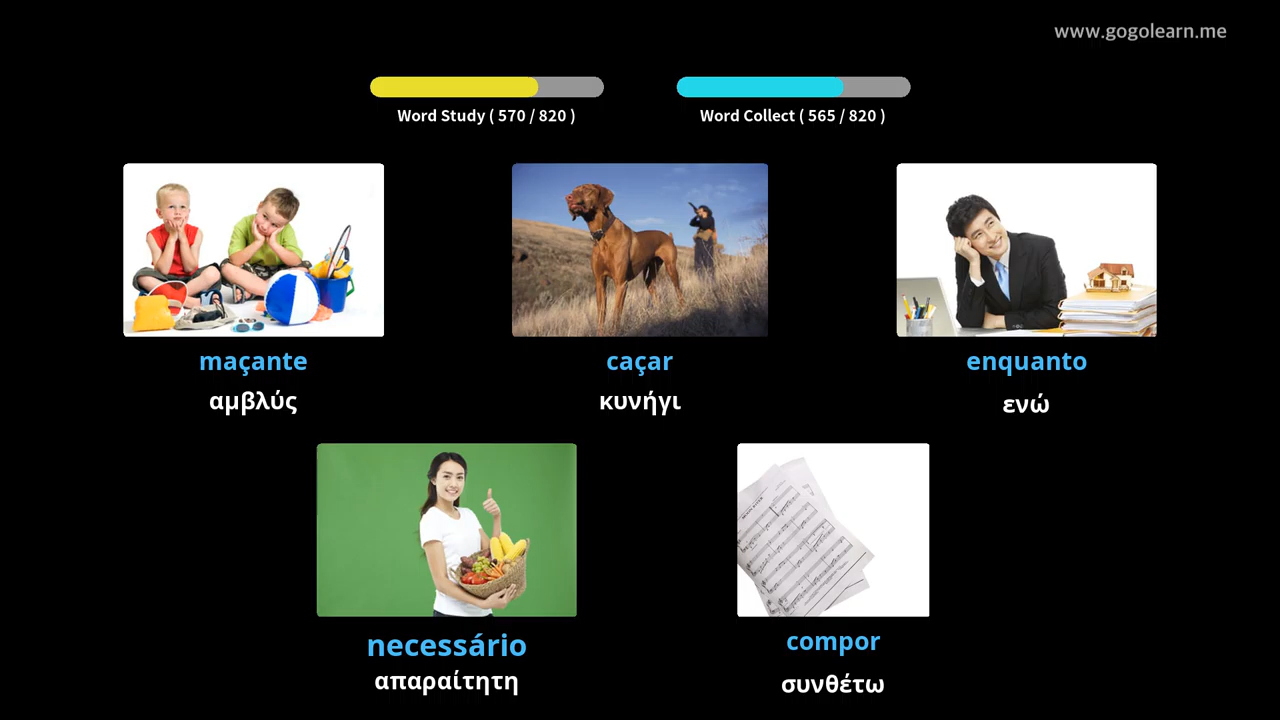 www.gogolearn.me
Word Study ( 570 / 820 )
Word Collect ( 565 / 820 )
maçante
αμβλύς
caçar
κυνήγι
enquanto
ενώ
necessário
απαραίτητη
compor
συνθέτω